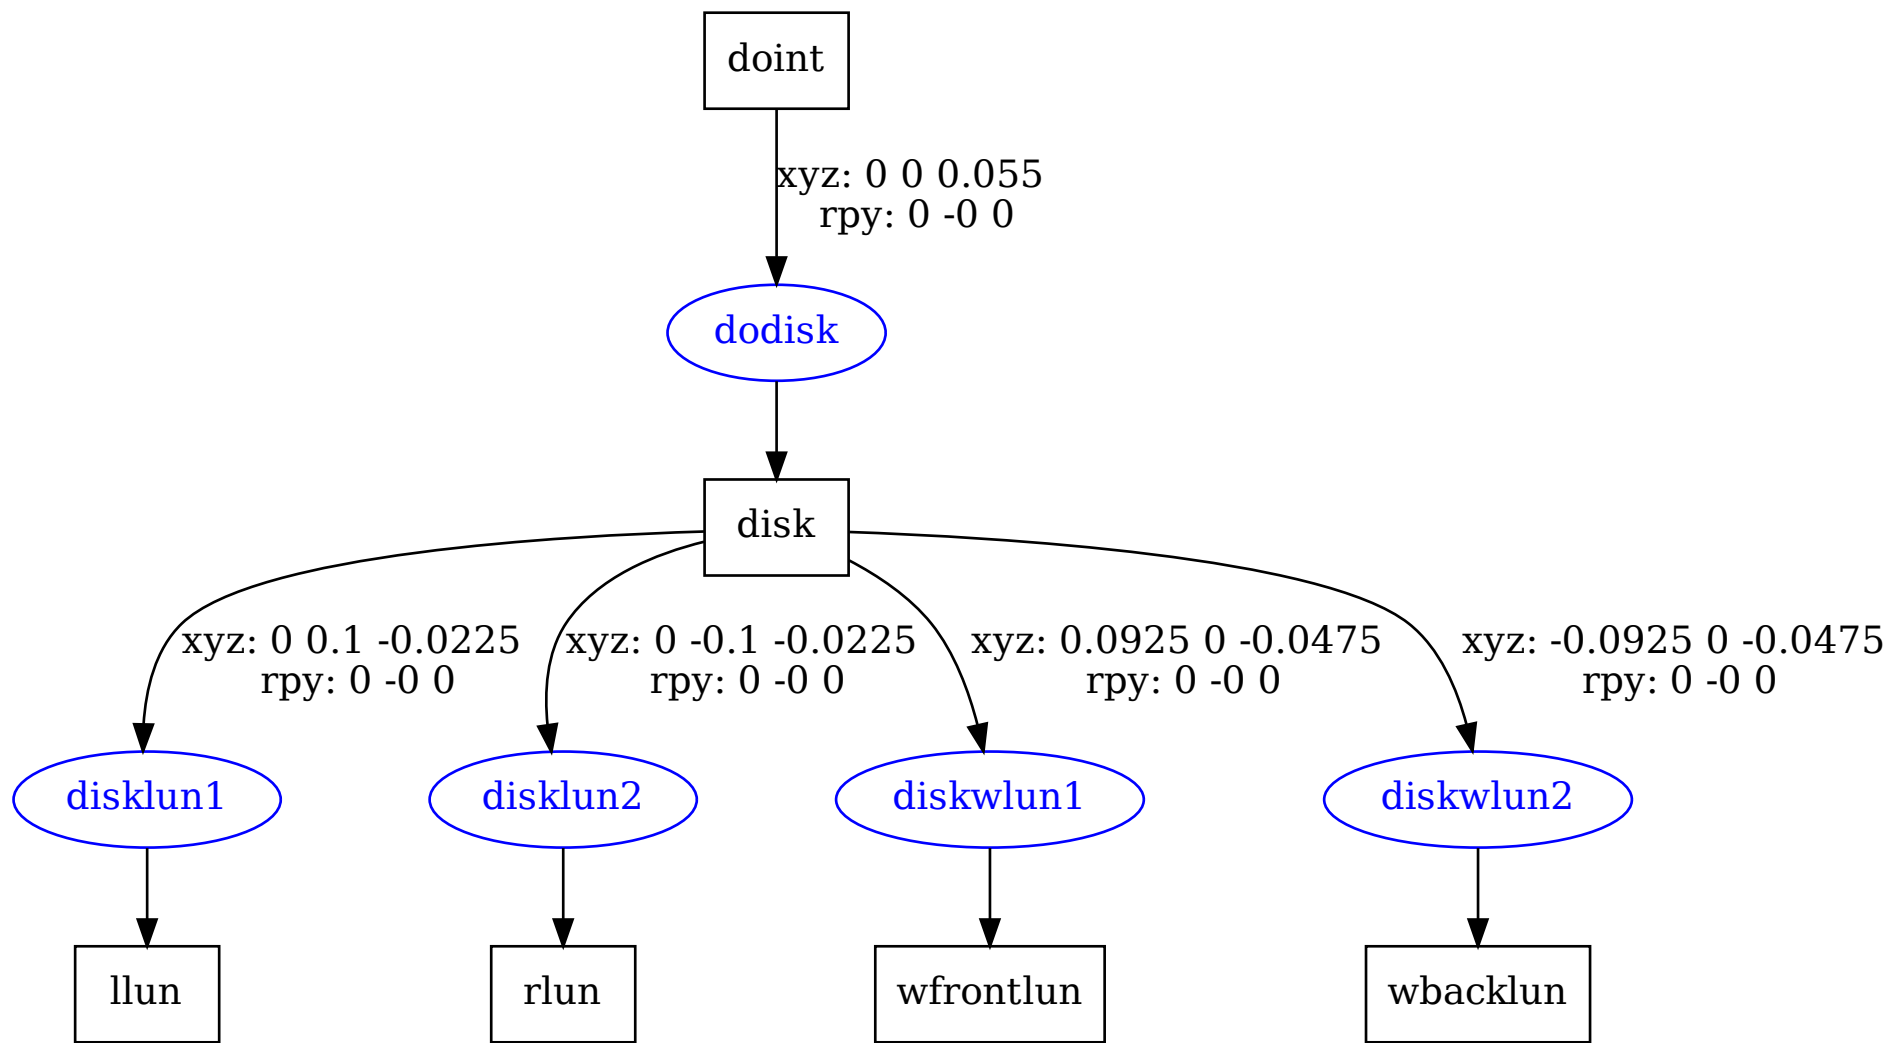 doint
xyz: 0 0 0.055
rpy: 0 -0 0
dodisk
disk
xyz: 0 0.1 -0.0225
rpy: 0 -0 0
xyz: 0 -0.1 -0.0225
rpy: 0 -0 0
xyz: 0.0925 0 -0.0475
rpy: 0 -0 0
xyz: -0.0925 0 -0.0475
rpy: 0 -0 0
disklun1
disklun2
diskwlun1
diskwlun2
llun
rlun
wfrontlun
wbacklun